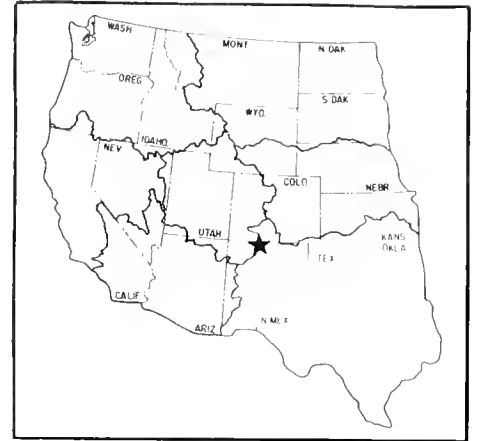 WASH
MONT
N DAK
OREG
S DAK
WYO.
IDAHO
NEV
COLO.
NEBR
UTAH
KANS
OKLA
TEX
CALIF
N MEX
ARIZ